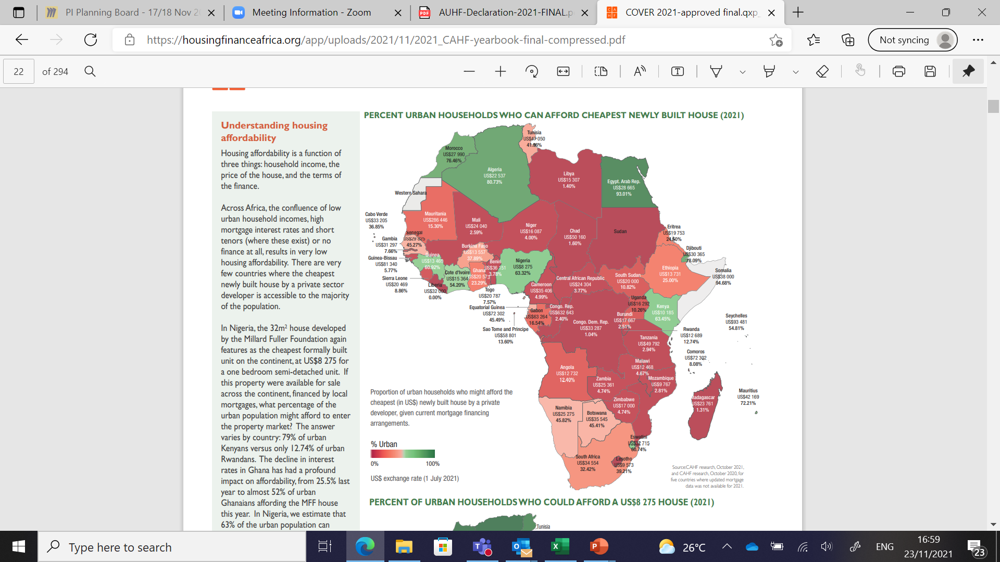 PI Planning Board - 17/18 Nov 2
Meeting Information - Zoom
AUHF-Declaration-2021-FINAL.p
COVER 2021-approved final.qxp_
https://housingfinanceafrica.org/app/uploads/2021/11/2021_CAHF-yearbook-final-compressed.pdf
Not syncing
22
of 294
Understanding housing
affordability
Housing affordability is a function of
three things: household income, the
price of the house, and the terms of
the finance.
Across Africa, the confluence of low
urban household incomes, high
mortgage interest rates and short
tenors (where these exist) or no
finance at all, results in very low
housing affordability. There are very
few countries where the cheapest
newly built house by a private sector
developer is accessible to the majority
of the population.
In Nigeria, the 32m² house developed
by the Millard Fuller Foundation again
features as the cheapest formally built
unit on the continent, at US$8 275 for
a one bedroom semi-detached unit. If
this property were available for sale
across the continent, financed by local
mortgages, what percentage of the
urban population might afford to enter
the property market? The answer
varies by country: 79% of urban
Kenyans versus only 12.74% of urban
Rwandans. The decline in interest
rates in Ghana has had a profound
impact on affordability, from 25.5% last
year to almost 52% of urban
Ghanaians affording the MFF house
this year. In Nigeria, we estimate that
63% of the urban population can
PERCENT URBAN HOUSEHOLDS WHO CAN AFFORD CHEAPEST NEWLY BUILT HOUSE (2021)
Tunisia
US$47 050
41.96%
Morocco
US$27 990
76.46%
Algeria
US$22 537
80.73%
Libya
US$15 307
1.40%
Egypt. Arab Rep.
US$28 665
93.01%
Western Sahara
Cabo Verde
US$33 205
36.85%
Mauritania
US$286 446
15.30%
Mali
US$24 040
2.59%
Niger
US$16 087
4.00%
Chad
US$50 160
1.60%
Sudan
Eritrea
US$19 753
24.60%
Senegal
US$29 825
45.27%
Gambia
US$31 297
7.66%
Burkina Faso
US$13 557
37.89%
Djibouti
US$30 365
78.09%
Guinea-Bissau
US$81 340
5.77%
Guinea
US$13 469
60.92%
Benin
US$36 151
3.78%
Nigeria
US$8 275
63.32%
Ethiopia
US$13 731
25.00%
Somalia
US$38 000
94.68%
Sierra Leone
US$20 469
8.86%
Liberia
US$32 000
0.00%
Cote d'Ivoire
US$15 364
54.20%
Ghana
US$20 573
23.29%
Togo
US$20 787
7.57%
Cameroon
US$35 406
4.99%
Central African Republic
US$24 304
3.77%
South Sudan
US$20 000
10.82%
Uganda
US$16 292
10.26%
Kenya
US$10 185
63.45%
Equatorial Guinea
US$72 302
45.49%
Gabon
US$63 264
16.54%
Congo. Rep.
US$632 643
2.40%
Congo. Dem. Rep.
US$33 287
1.04%
Burundi
US$17 667
2.51%
Seychelles
US$93 481
54.81%
Sao Tome and Principe
US$58 801
13.60%
Rwanda
US$12 689
12.74%
Tanzania
US$49 792
2.94%
Comoros
US$72 302
8.08%
Angola
US$12 732
12.40%
Malawi
US$12 468
4.67%
Zambia
US$25 361
4.74%
Mozambique
US$9 767
2.81%
Mauritius
US$42 169
72.21%
Madagascar
US$23 761
1.31%
Zimbabwe
US$17 000
4.74%
Namibia
US$25 275
45.82%
Botswana
US$35 545
45.41%
Eswatini
US$32 715
60.74%
South Africa
US$34 554
32.42%
Lesotho
US$9 573
39.21%
Proportion of urban households who might afford the
cheapest (in US$) newly built house by a private
developer, given current mortgage financing
arrangements.
% Urban
0% 100%
US$ exchange rate (1 July 2021)
Source:CAHF research, October 2021,
and CAHF research, October 2020, for
five countries where updated mortgage
data was not available for 2021.
PERCENT OF URBAN HOUSEHOLDS WHO COULD AFFORD A US$8 275 HOUSE (2021)
Tunisia
Type here to search
26°C
ENG
16:59
23/11/2021
23